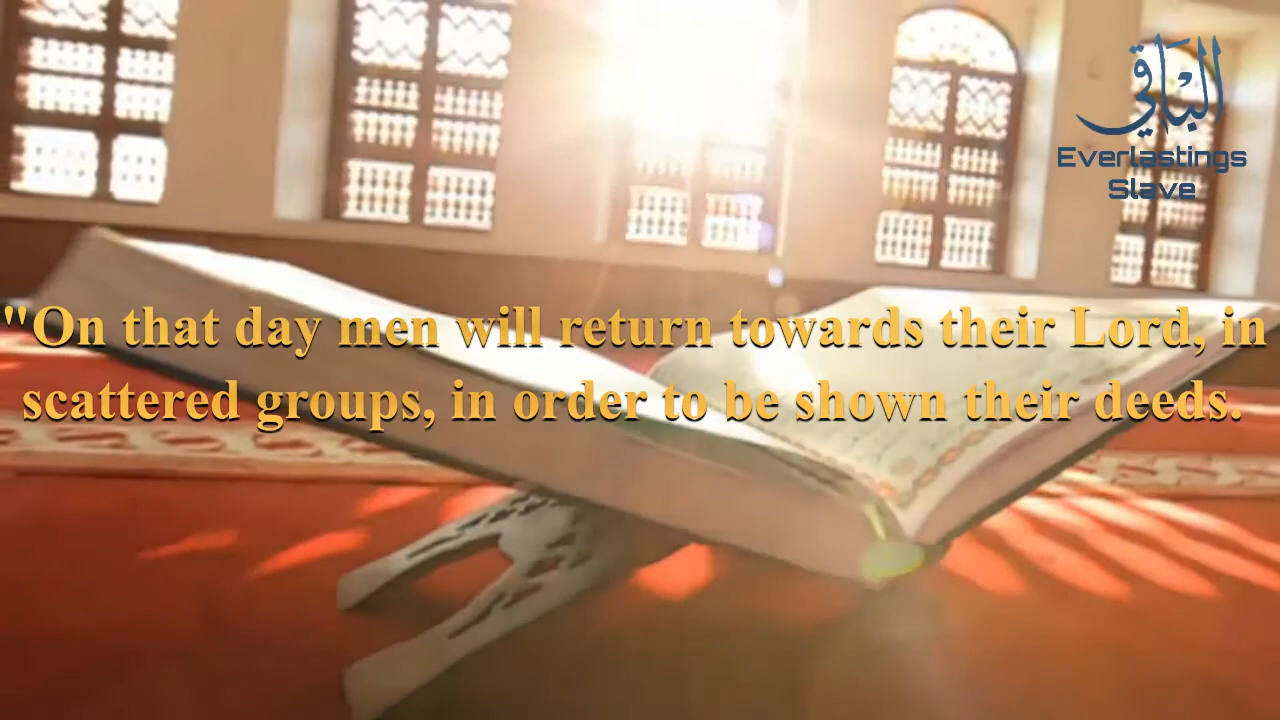 الباقي
Everlastings
Slave
"On that day men will return towards their Lord, in
scattered groups, in order to be shown their deeds.